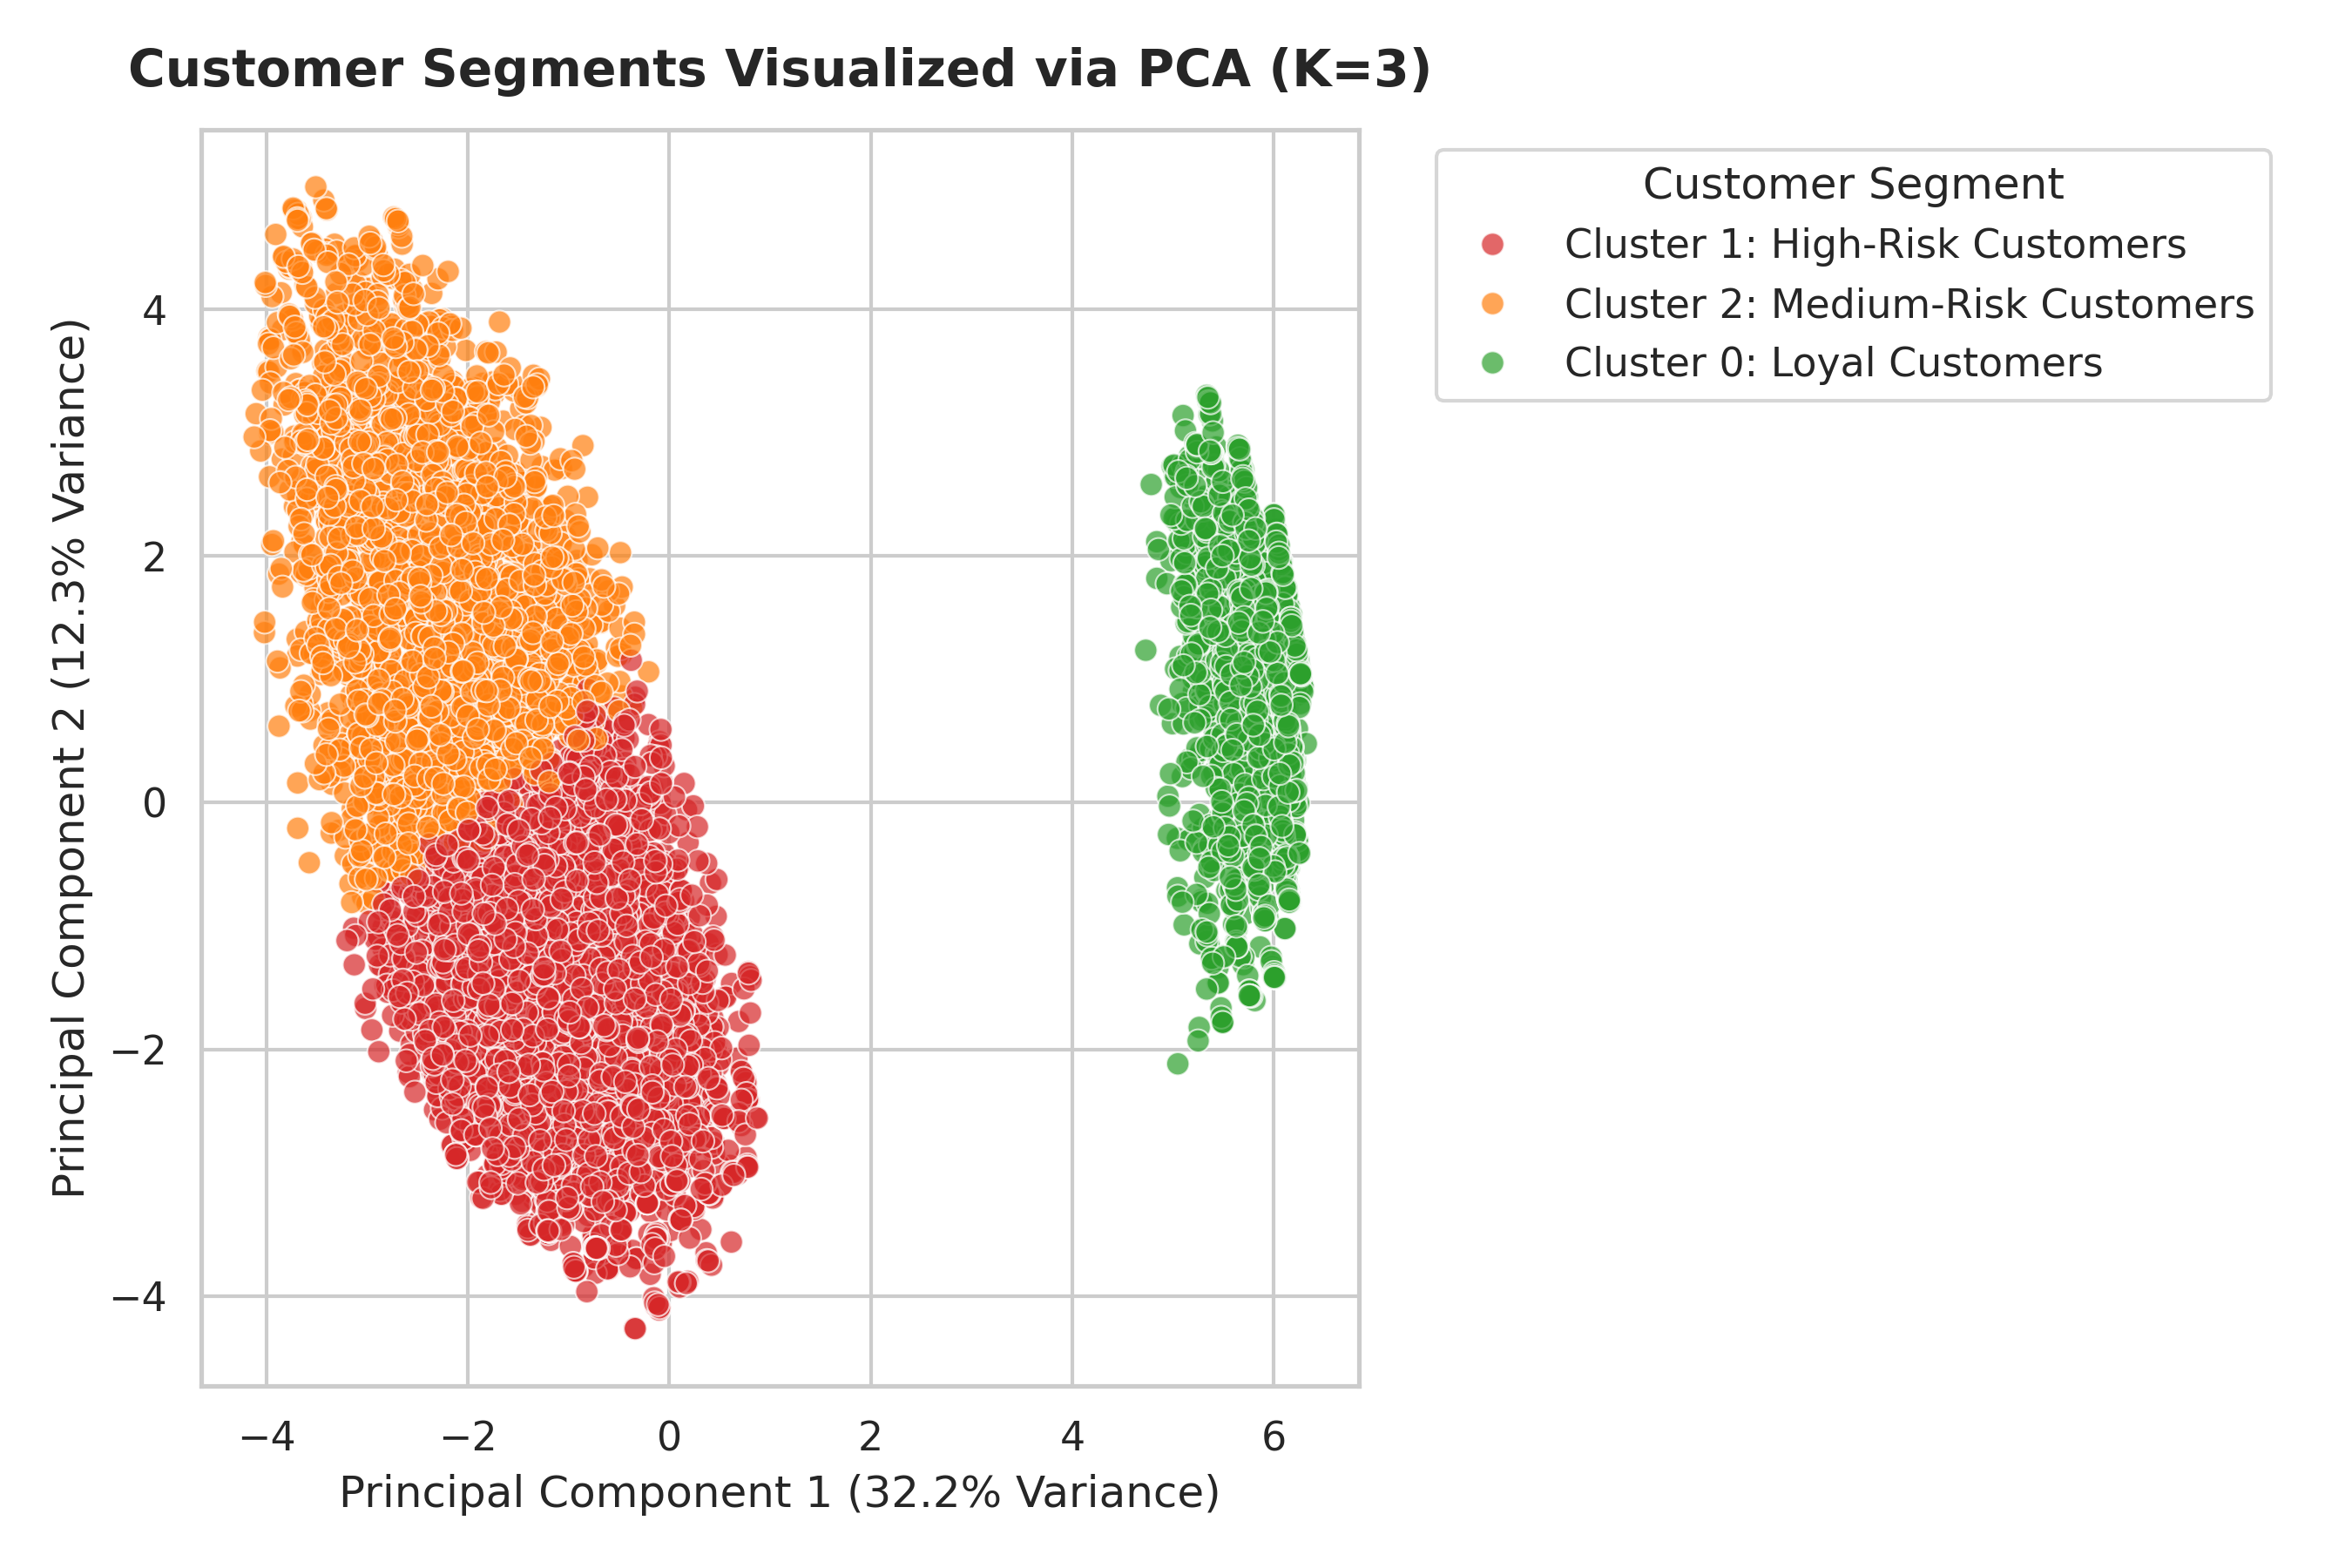 Customer Segments Visualized via PCA (K=3)
Customer Segment
Cluster 1: High-Risk Customers
Cluster 2: Medium-Risk Customers
Cluster 0: Loyal Customers
Principal Component 2 (12.3% Variance)
4
2
0
−2
−4
−4 −2 0 2 4 6
Principal Component 1 (32.2% Variance)